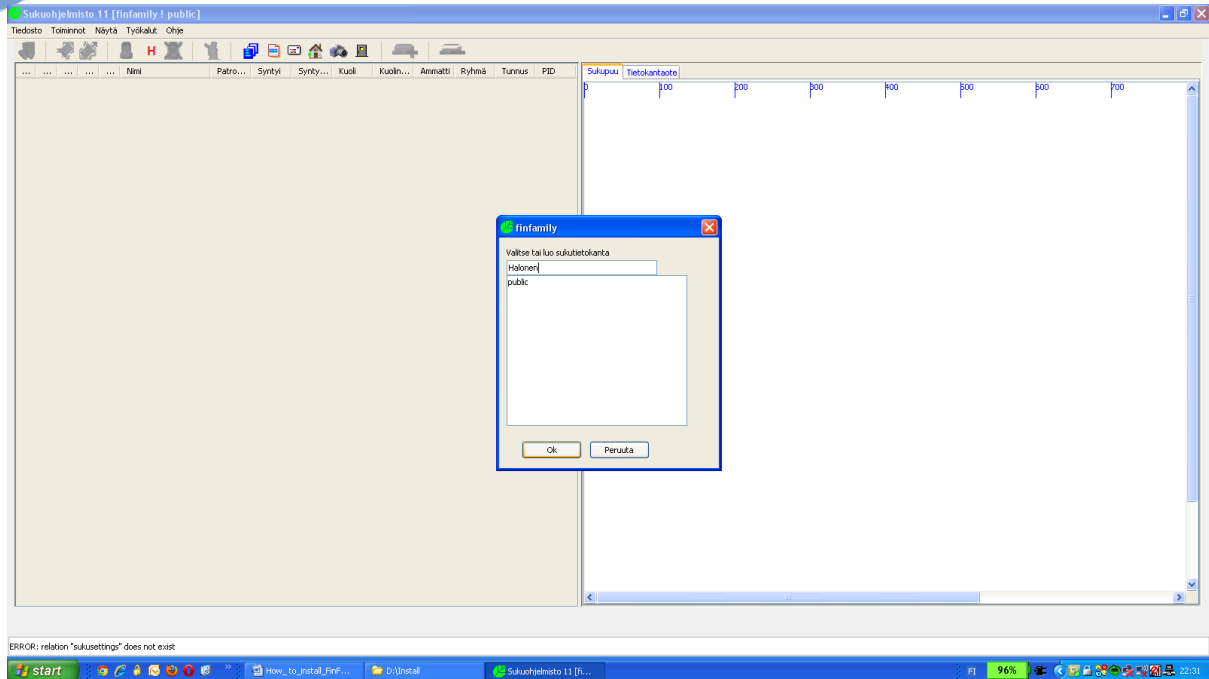 Sukuohjelmisto 11 [finfamily ! public]
Tiedosto Toiminnot Näytä Työkalut Ohje
H
... ... ... ... ... Nimi Patro... Syntyi Synty... Kuoli Kuolin... Ammatti Ryhmä Tunnus PID
Sukupuu Tietokantaote
0 100 200 300 400 500 600 700
finfamily
Valitse tai luo sukutietokanta
Halonen
public
Ok Peruuta
ERROR: relation "sukusettings" does not exist
start How_to_install_FinF... D:\Install Sukuohjelmisto 11 [fi... FI 96% 22:31